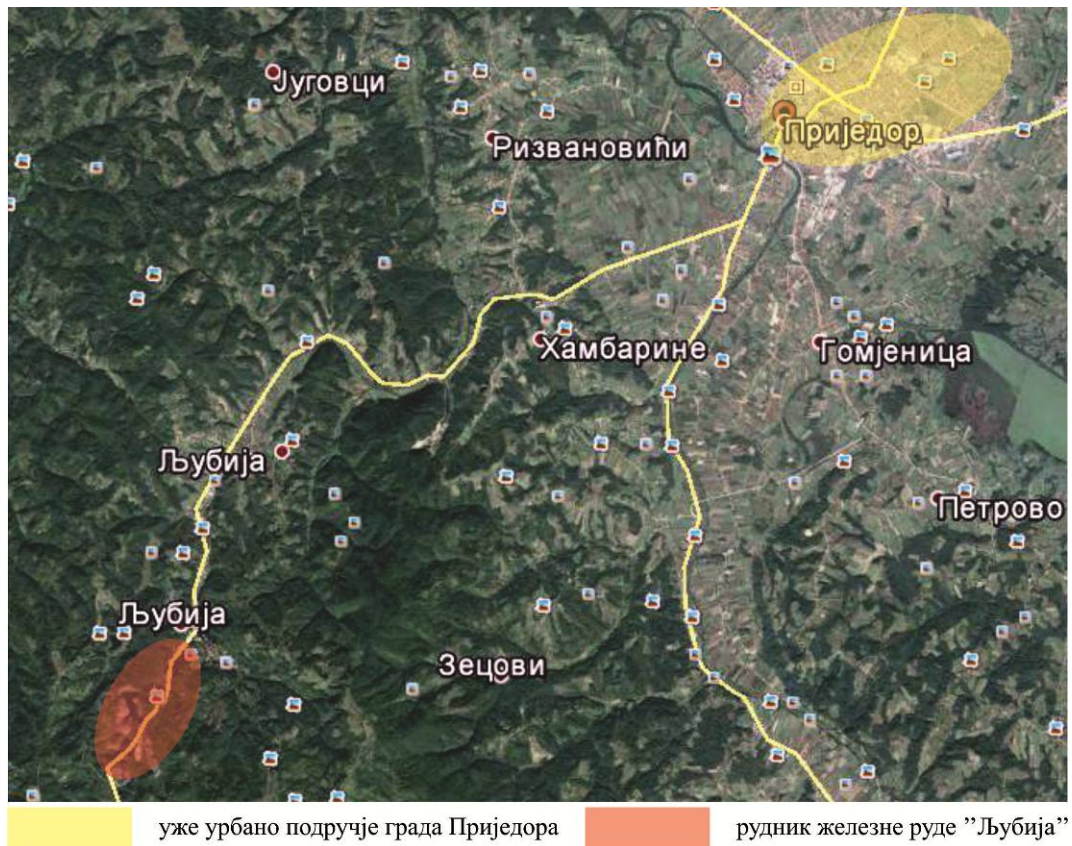 Југовци
Ризвановићи
Приједор
Хамбарине
Гомјеница
Љубија
Петрово
Љубија
Зецови
уже урбано подручје града Приједора
рудник железне руде ”Љубија”